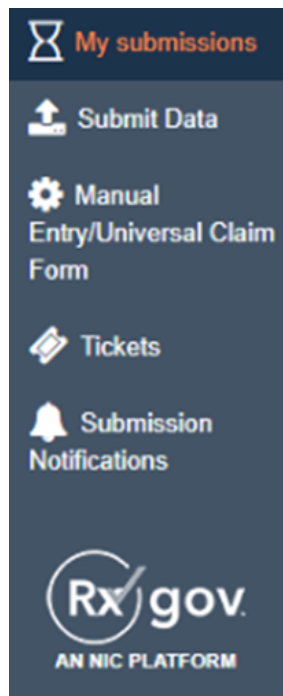 My submissions
Submit Data
Manual
Entry/Universal Claim
Form
Tickets
Submission
Notifications
Rx gov.
AN NIC PLATFORM